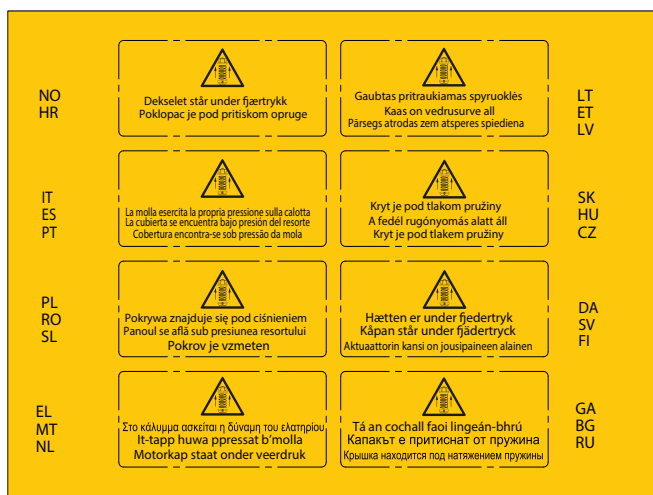 NO
HR
Dekselet står under fjærtrykk
Poklopac je pod pritiskom opruge
Gaubtas pritraukiamas spyruoklės
Kaas on vedrusurve all
Pārsegs atrodas zem atsperes spiediena
LT
ET
LV
IT
ES
PT
La molla esercita la propria pressione sulla calotta
La cubierta se encuentra bajo presión del resorte
Cobertura encontra-se sob pressão da mola
Kryt je pod tlakom pružiny
A fedél rugónyomás alatt áll
Kryt je pod tlakem pružiny
SK
HU
CZ
PL
RO
SL
Pokrywa znajduje się pod ciśnieniem
Panoul se află sub presiunea resortului
Pokrov je vzmeten
Hætten er under fjedertryk
Kåpan står under fjädertryck
Aktuaattorin kansi on jousipaineen alainen
DA
SV
FI
EL
MT
NL
Στο κάλυμμα ασκείται η δύναμη του ελατηρίου
It-tapp huwa ppressat b'molla
Motorkap staat onder veerdruk
Tá an cochall faoi lingeán-bhrú
Капакът е притиснат от пружина
Крышка находится под натяжением пружины
GA
BG
RU